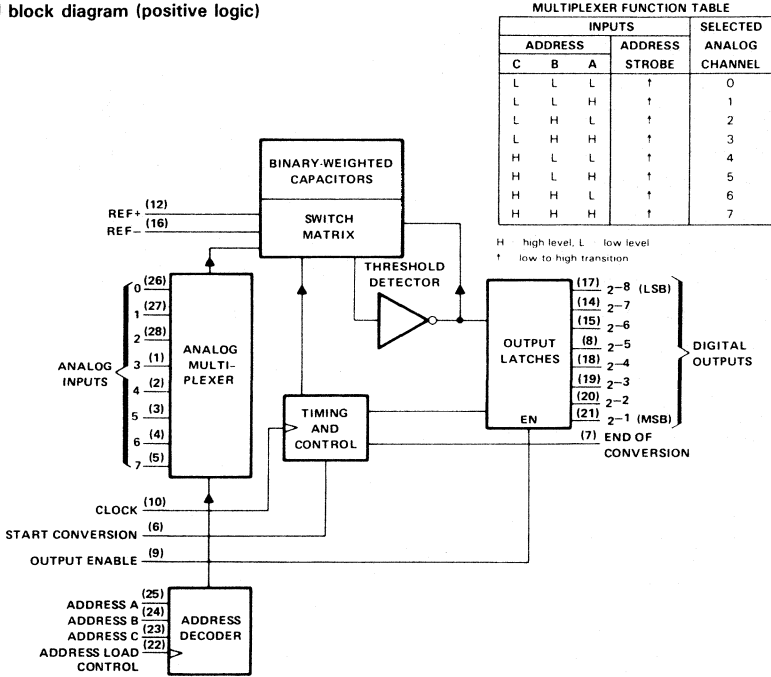 block diagram (positive logic)
MULTIPLEXER FUNCTION TABLE
INPUTS SELECTED
ADDRESS ADDRESS ANALOG
C B A STROBE CHANNEL
L L L ↑ 0
L L H ↑ 1
L H L ↑ 2
L H H ↑ 3
H L L ↑ 4
H L H ↑ 5
H H L ↑ 6
H H H ↑ 7
H high level, L low level
↑ low to high transition
BINARY-WEIGHTED
CAPACITORS
SWITCH
MATRIX
REF+ (12)
REF− (16)
THRESHOLD
DETECTOR
ANALOG
INPUTS
0 (26)
1 (27)
2 (28)
3 (1)
4 (2)
5 (3)
6 (4)
7 (5)
ANALOG
MULTI-
PLEXER
TIMING
AND
CONTROL
OUTPUT
LATCHES
EN
(17) 2−8 (LSB)
(14) 2−7
(15) 2−6
(8) 2−5
(18) 2−4
(19) 2−3
(20) 2−2
(21) 2−1 (MSB)
DIGITAL
OUTPUTS
(7) END OF
CONVERSION
CLOCK (10)
START CONVERSION (6)
OUTPUT ENABLE (9)
ADDRESS A (25)
ADDRESS B (24)
ADDRESS C (23)
ADDRESS LOAD (22)
CONTROL
ADDRESS
DECODER